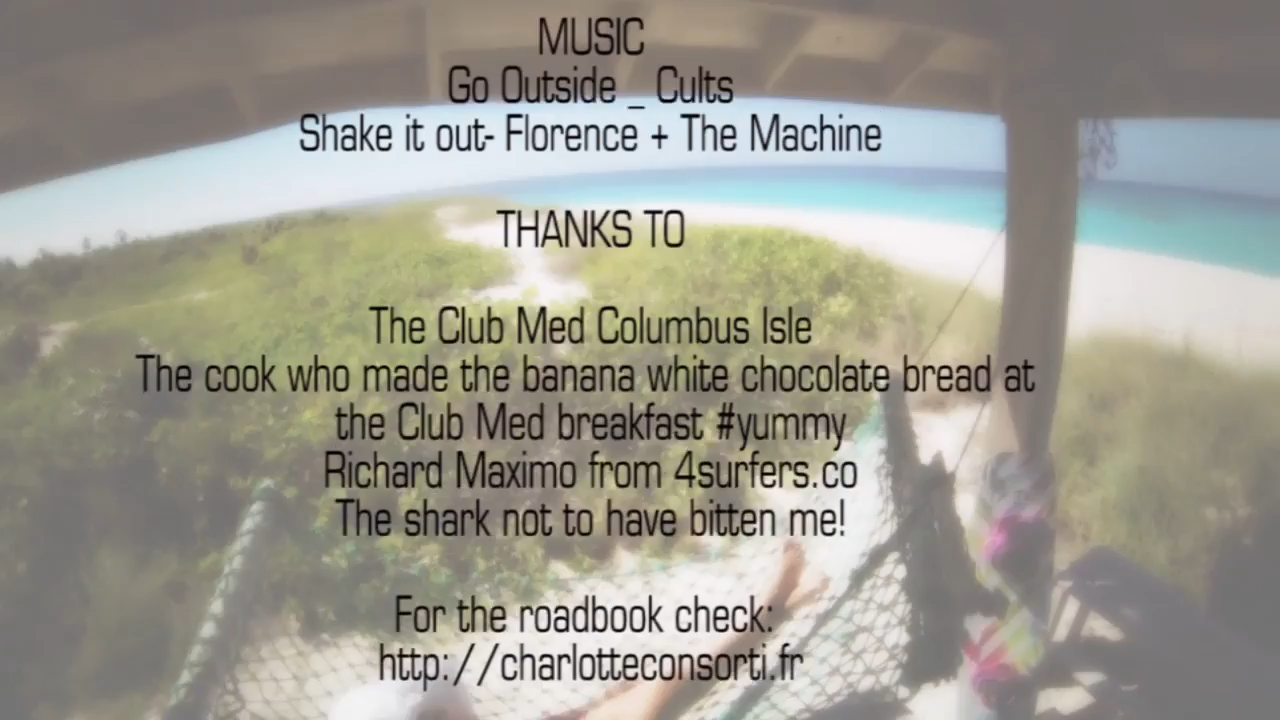 MUSIC
Go Outside _ Cults
Shake it out- Florence + The Machine
THANKS TO
The Club Med Columbus Isle
The cook who made the banana white chocolate bread at
the Club Med breakfast #yummy
Richard Maximo from 4surfers.co
The shark not to have bitten me!
For the roadbook check:
http://charlotteconsorti.fr